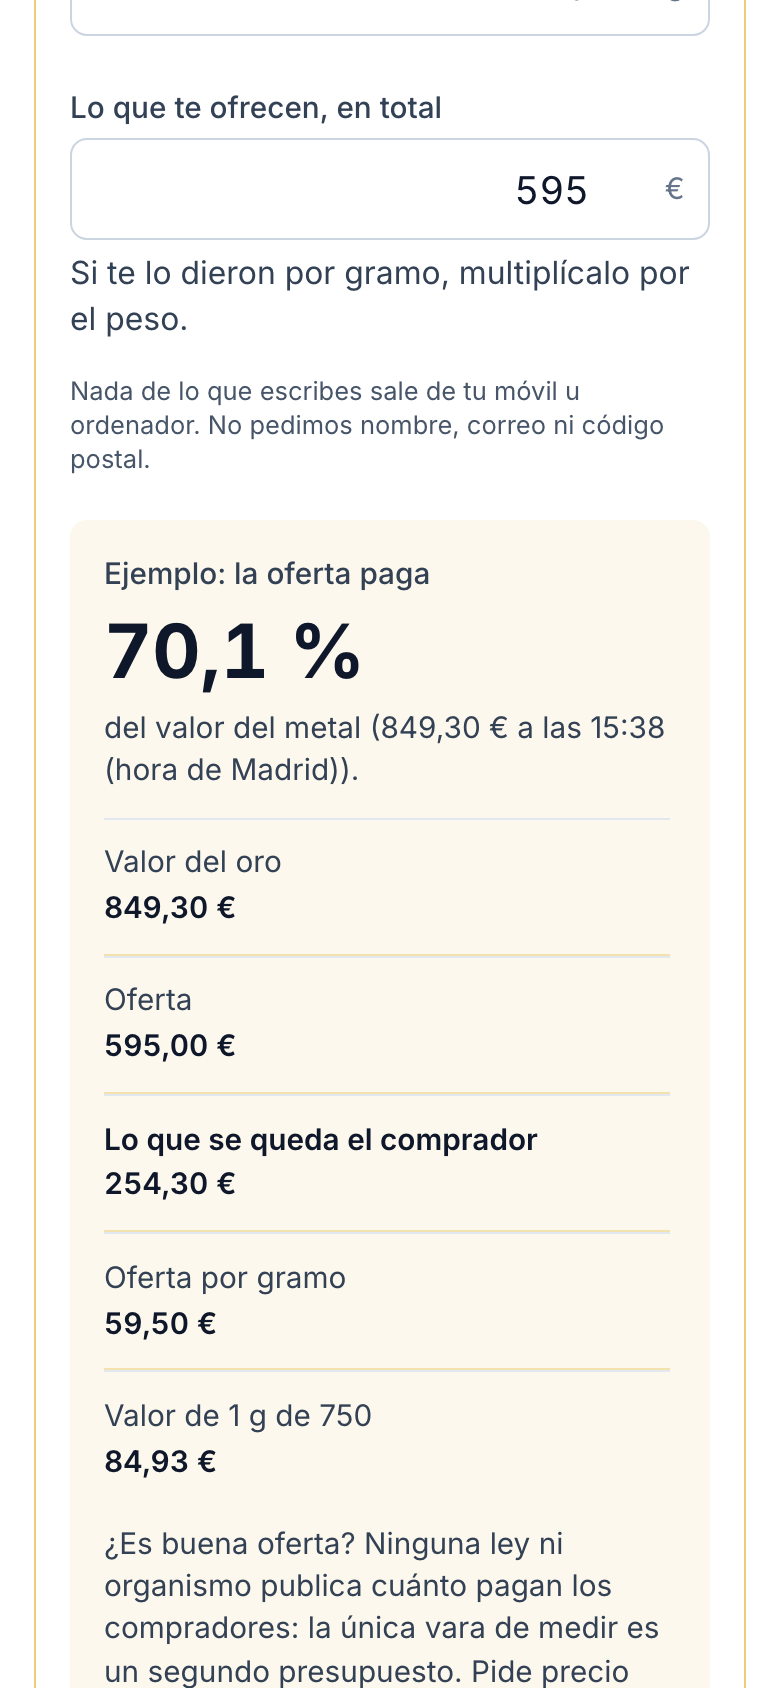 Lo que te ofrecen, en total
595 €
Si te lo dieron por gramo, multiplícalo por
el peso.
Nada de lo que escribes sale de tu móvil u
ordenador. No pedimos nombre, correo ni código
postal.
Ejemplo: la oferta paga
70,1 %
del valor del metal (849,30 € a las 15:38
(hora de Madrid)).
Valor del oro
849,30 €
Oferta
595,00 €
Lo que se queda el comprador
254,30 €
Oferta por gramo
59,50 €
Valor de 1 g de 750
84,93 €
¿Es buena oferta? Ninguna ley ni
organismo publica cuánto pagan los
compradores: la única vara de medir es
un segundo presupuesto. Pide precio